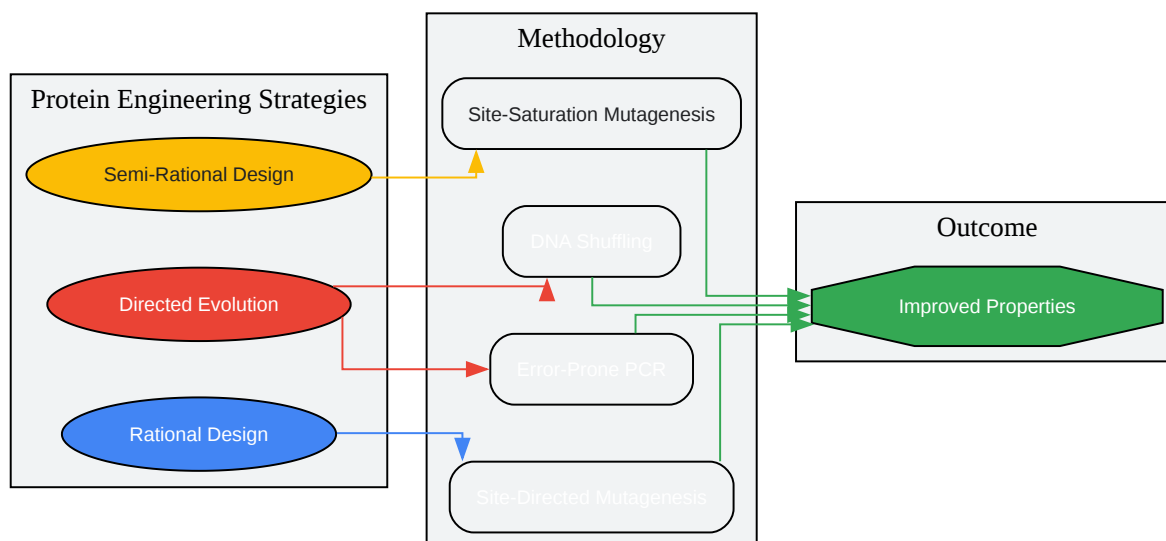 Protein Engineering Strategies
Semi-Rational Design
Directed Evolution
Rational Design
Methodology
Site-Saturation Mutagenesis
DNA Shuffling
Error-Prone PCR
Site-Directed Mutagenesis
Outcome
Improved Properties